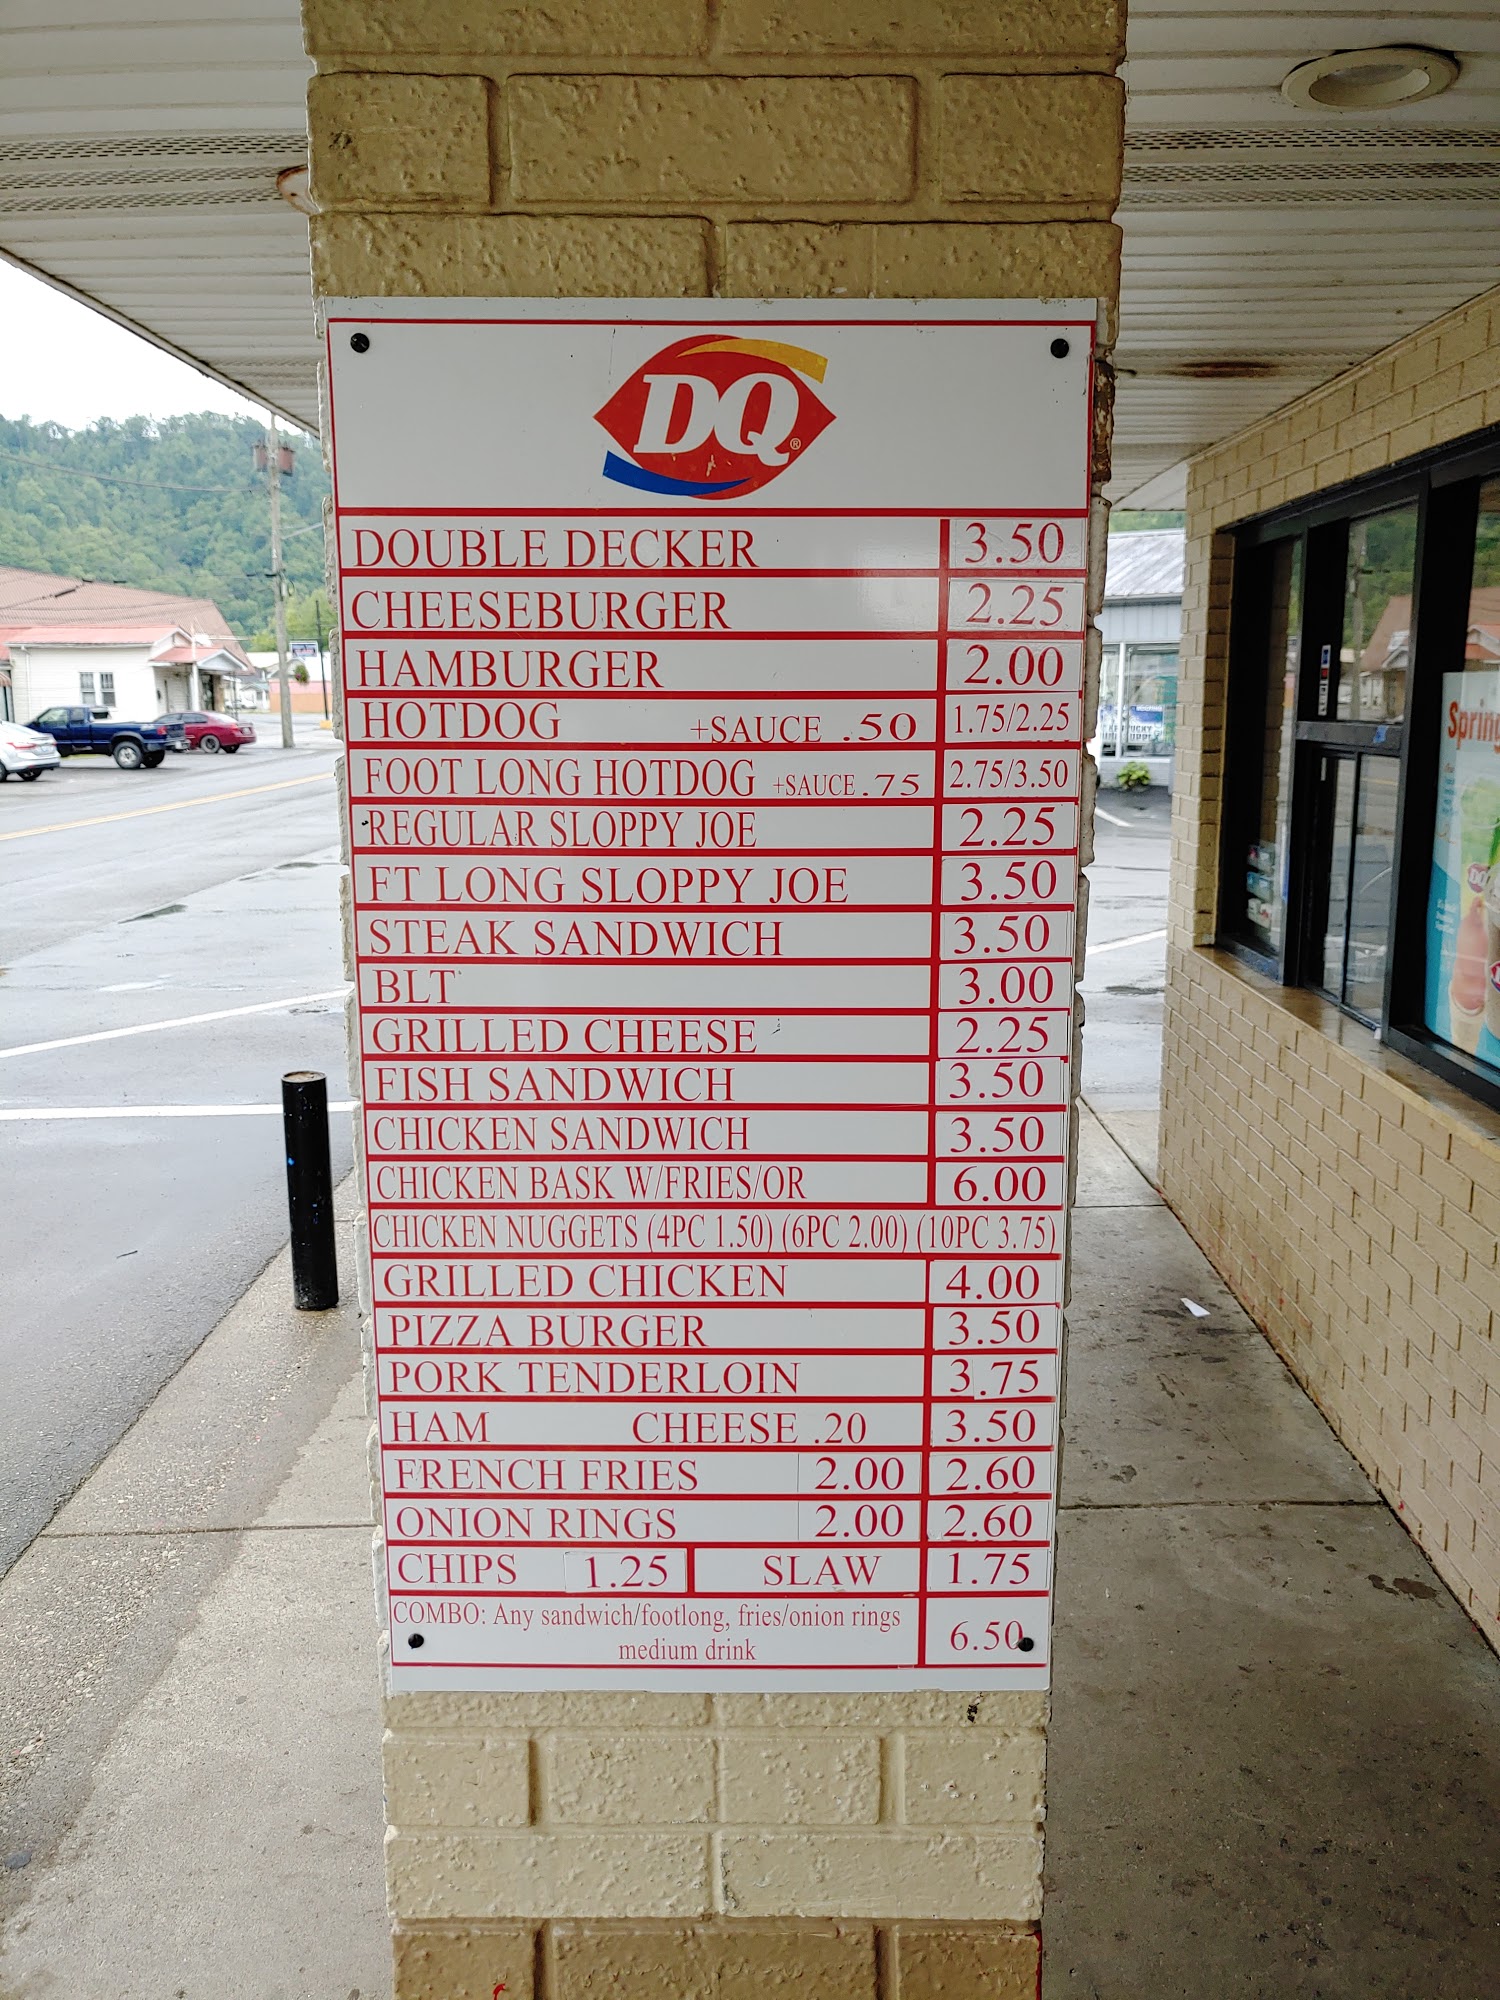 DQ®
DOUBLE DECKER 3.50
CHEESEBURGER 2.25
HAMBURGER 2.00
HOTDOG +SAUCE .50 1.75/2.25
FOOT LONG HOTDOG +SAUCE .75 2.75/3.50
REGULAR SLOPPY JOE 2.25
FT LONG SLOPPY JOE 3.50
STEAK SANDWICH 3.50
BLT 3.00
GRILLED CHEESE 2.25
FISH SANDWICH 3.50
CHICKEN SANDWICH 3.50
CHICKEN BASK W/FRIES/OR 6.00
CHICKEN NUGGETS (4PC 1.50) (6PC 2.00) (10PC 3.75)
GRILLED CHICKEN 4.00
PIZZA BURGER 3.50
PORK TENDERLOIN 3.75
HAM CHEESE .20 3.50
FRENCH FRIES 2.00 2.60
ONION RINGS 2.00 2.60
CHIPS 1.25 SLAW 1.75
COMBO: Any sandwich/footlong, fries/onion rings
medium drink 6.50
Spring